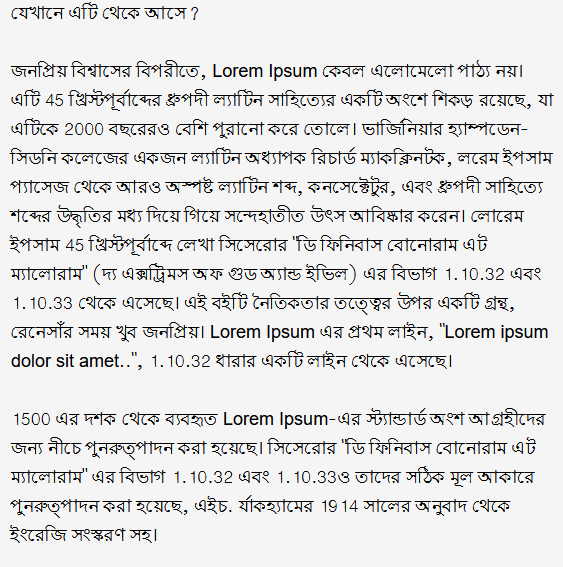 যেখানে এটি থেকে আসে ?
জনপ্রিয় বিশ্বাসের বিপরীতে, Lorem Ipsum কেবল এলোমেলো পাঠ্য নয়।
এটি 45 খ্রিস্টপূর্বাব্দের ধ্রুপদী ল্যাটিন সাহিত্যের একটি অংশে শিকড় রয়েছে, যা
এটিকে 2000 বছরেরও বেশি পুরানো করে তোলে। ভার্জিনিয়ার হ্যাম্পডেন-
সিডনি কলেজের একজন ল্যাটিন অধ্যাপক রিচার্ড ম্যাকক্লিনটক, লরেম ইপসাম
প্যাসেজ থেকে আরও অস্পষ্ট ল্যাটিন শব্দ, কনসেক্টেটুর, এবং ধ্রুপদী সাহিত্যে
শব্দের উদ্ধৃতির মধ্য দিয়ে গিয়ে সন্দেহাতীত উৎস আবিষ্কার করেন। লোরেম
ইপসাম 45 খ্রিস্টপূর্বাব্দে লেখা সিসেরোর "ডি ফিনিবাস বোনোরাম এট
ম্যালোরাম" (দ্য এক্সট্রিমস অফ গুড অ্যান্ড ইভিল) এর বিভাগ 1.10.32 এবং
1.10.33 থেকে এসেছে। এই বইটি নৈতিকতার তত্ত্বের উপর একটি গ্রন্থ,
রেনেসাঁর সময় খুব জনপ্রিয়। Lorem Ipsum এর প্রথম লাইন, "Lorem ipsum
dolor sit amet..", 1.10.32 ধারার একটি লাইন থেকে এসেছে।
1500 এর দশক থেকে ব্যবহৃত Lorem Ipsum-এর স্ট্যান্ডার্ড অংশ আগ্রহীদের
জন্য নীচে পুনরুত্পাদন করা হয়েছে। সিসেরোর "ডি ফিনিবাস বোনোরাম এট
ম্যালোরাম" এর বিভাগ 1.10.32 এবং 1.10.33ও তাদের সঠিক মূল আকারে
পুনরুত্পাদন করা হয়েছে, এইচ. র্যাকহ্যামের 1914 সালের অনুবাদ থেকে
ইংরেজি সংস্করণ সহ।